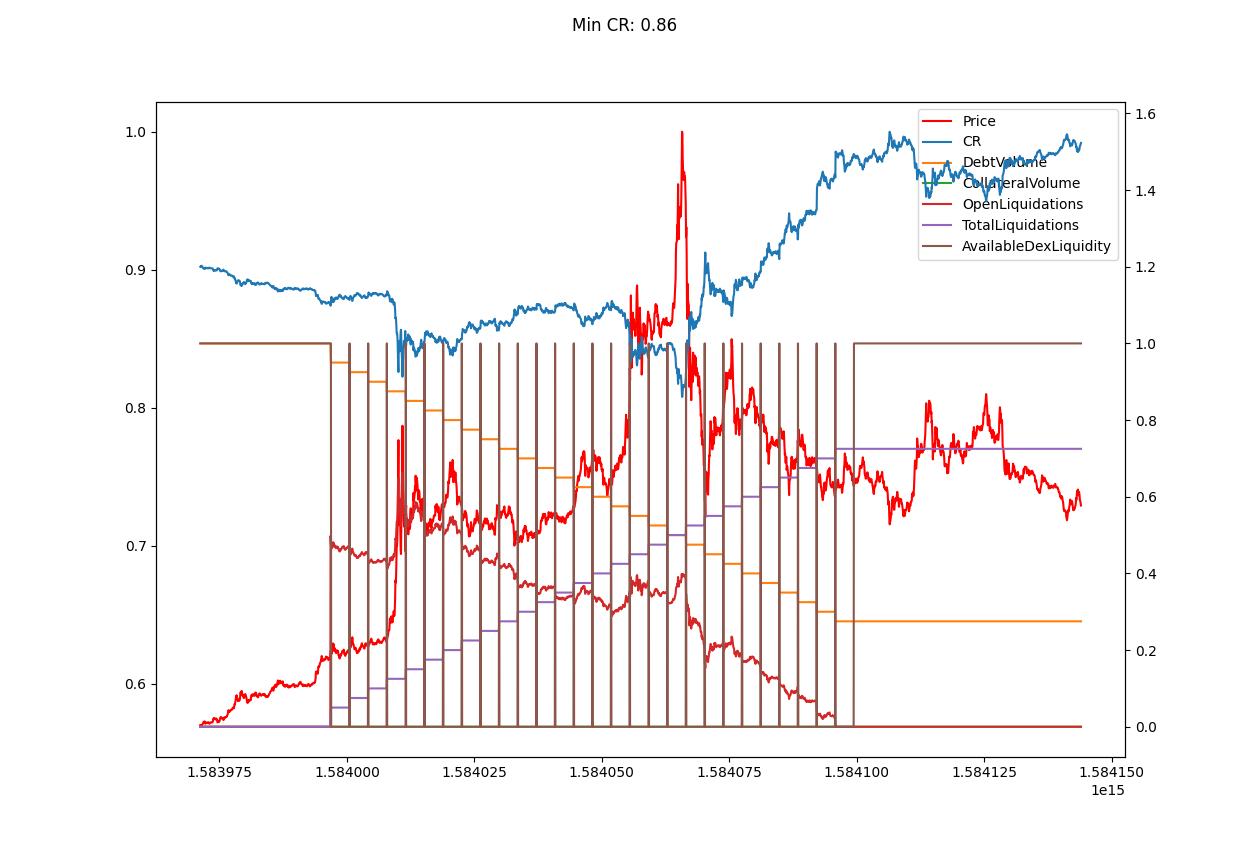 Min CR: 0.86
1.0
0.9
0.8
0.7
0.6
1.6
1.4
1.2
1.0
0.8
0.6
0.4
0.2
0.0
Price
CR
DebtVolume
CollateralVolume
OpenLiquidations
TotalLiquidations
AvailableDexLiquidity
1.583975 1.584000 1.584025 1.584050 1.584075 1.584100 1.584125 1.584150
1e15